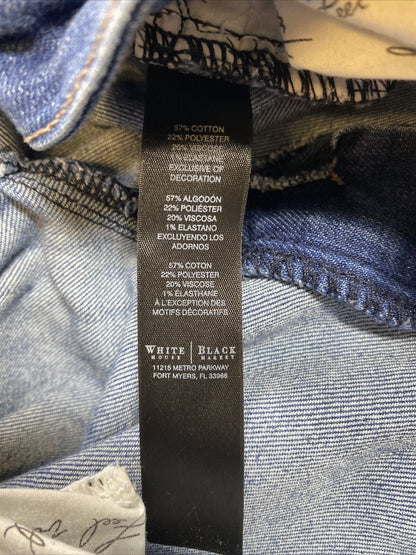 Feel
57% COTTON
22% POLYESTER
20% VISCOSE
1% ELASTANE
EXCLUSIVE OF
DECORATION
57% ALGODÓN
22% POLIÉSTER
20% VISCOSA
1% ELASTANO
EXCLUYENDO LOS
ADORNOS
57% COTON
22% POLYESTER
20% VISCOSE
1% ÉLASTHANE
À L'EXCEPTION DES
MOTIFS DÉCORATIFS
WHITE HOUSE | BLACK MARKET
11215 METRO PARKWAY
FORT MYERS, FL 33966
feel